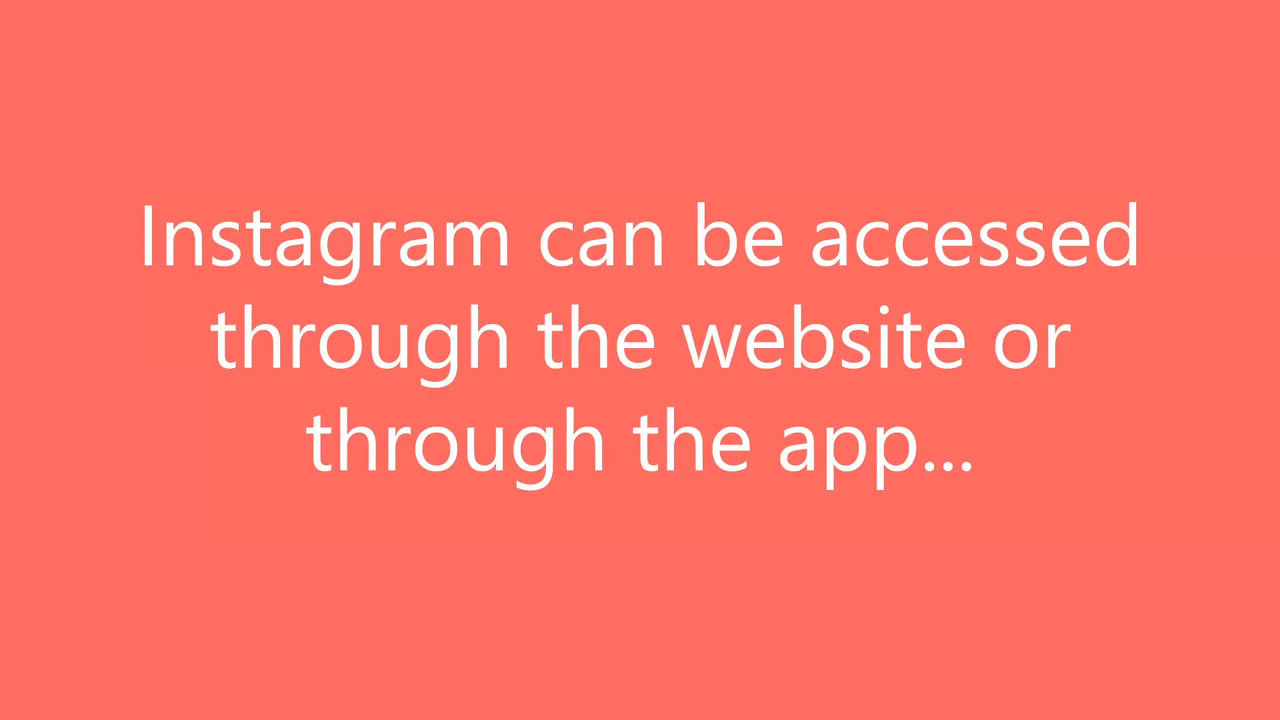 Instagram can be accessed
through the website or
through the app...